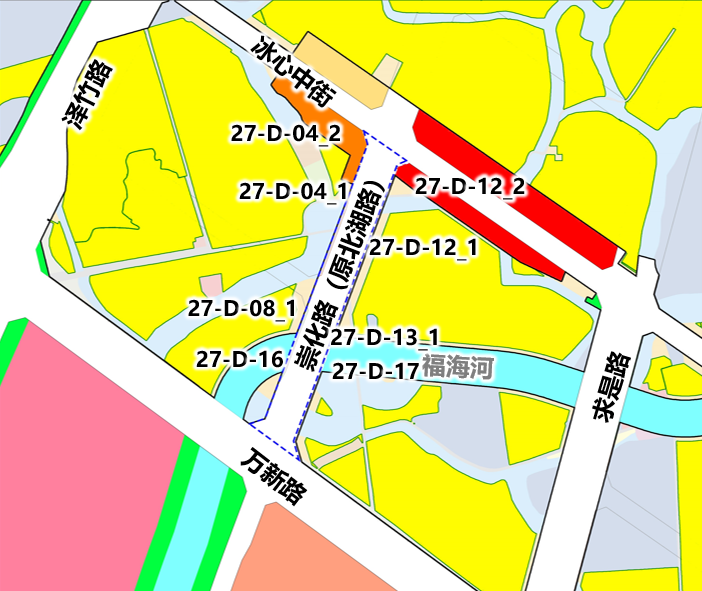 冰心中街
泽竹路
27-D-04_2
27-D-04_1
27-D-12_2
崇化路（原北湖路）
27-D-12_1
27-D-08_1
27-D-13_1
27-D-16
27-D-17
福海河
求是路
万新路